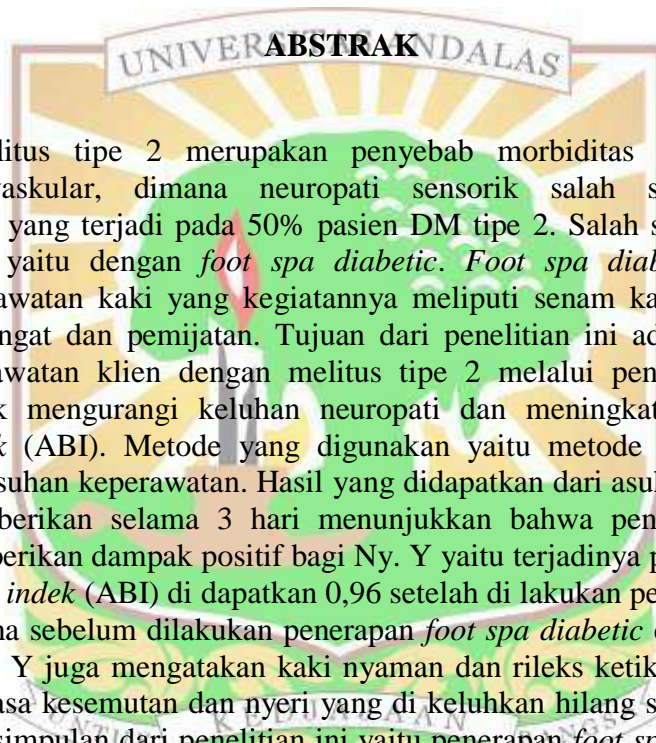 UNIVERSITAS ANDALAS
ABSTRAK
litus tipe 2 merupakan penyebab morbiditas
vaskular, dimana neuropati sensorik salah s
yang terjadi pada 50% pasien DM tipe 2. Salah s
yaitu dengan foot spa diabetic. Foot spa diab
awatan kaki yang kegiatannya meliputi senam ka
ngat dan pemijatan. Tujuan dari penelitian ini ad
awatan klien dengan melitus tipe 2 melalui pen
k mengurangi keluhan neuropati dan meningkat
k (ABI). Metode yang digunakan yaitu metode
suhan keperawatan. Hasil yang didapatkan dari asul
berikan selama 3 hari menunjukkan bahwa pen
berikan dampak positif bagi Ny. Y yaitu terjadinya p
indek (ABI) di dapatkan 0,96 setelah di lakukan pe
na sebelum dilakukan penerapan foot spa diabetic
Y juga mengatakan kaki nyaman dan rileks ketik
asa kesemutan dan nyeri yang di keluhkan hilang s
simpulan dari penelitian ini yaitu penerapan foot sp